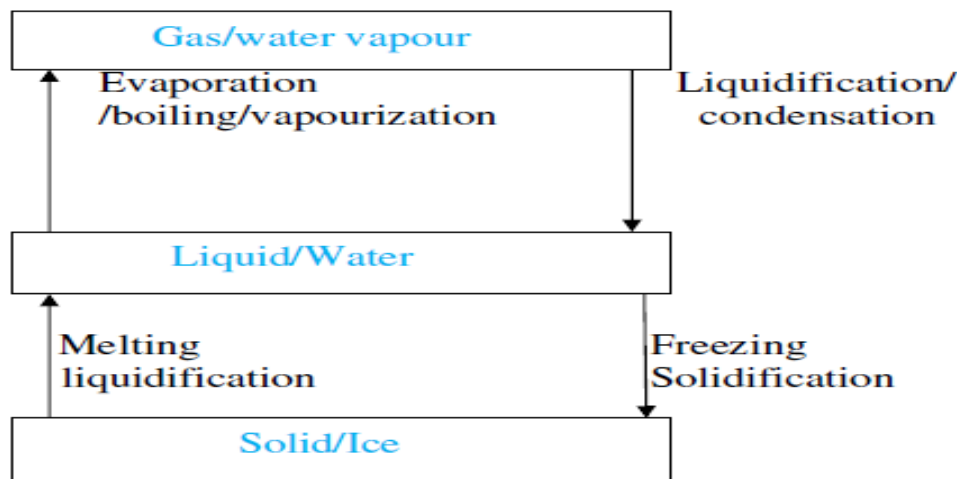 Gas/water vapour
Evaporation
/boiling/vapourization
Liquidification/
condensation
Liquid/Water
Melting
liquidification
Freezing
Solidification
Solid/Ice